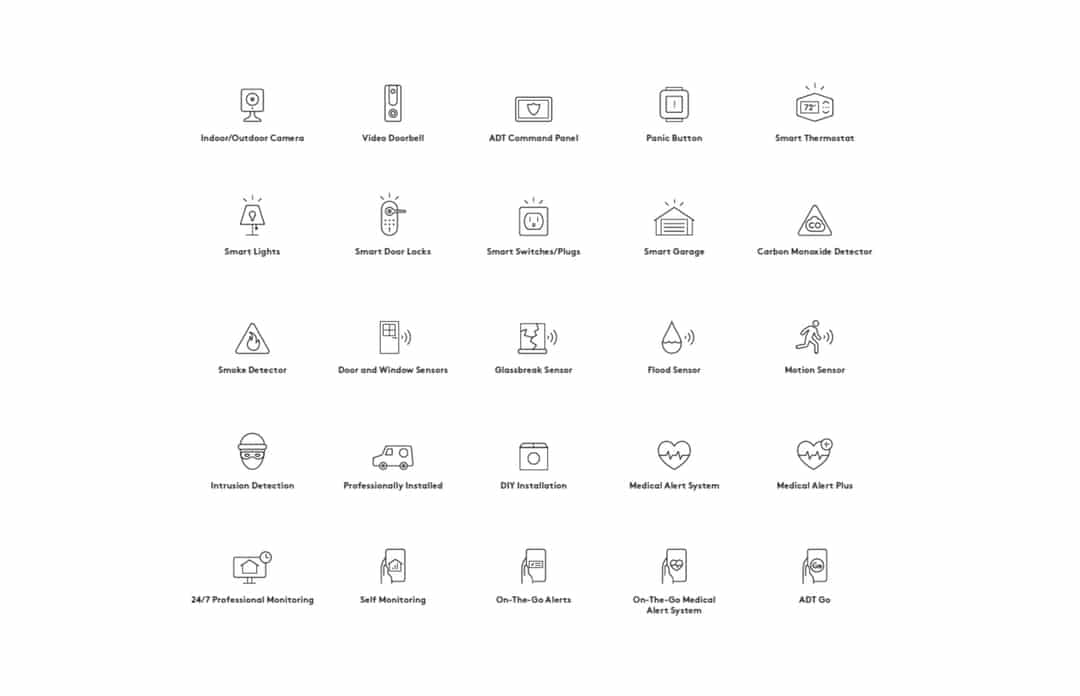 Indoor/Outdoor Camera
Video Doorbell
ADT Command Panel
Panic Button
72°
Smart Thermostat
Smart Lights
Smart Door Locks
Smart Switches/Plugs
Smart Garage
CO
Carbon Monoxide Detector
Smoke Detector
Door and Window Sensors
Glassbreak Sensor
Flood Sensor
Motion Sensor
Intrusion Detection
Professionally Installed
DIY Installation
Medical Alert System
Medical Alert Plus
24/7 Professional Monitoring
Self Monitoring
On-The-Go Alerts
On-The-Go Medical
Alert System
Go
ADT Go